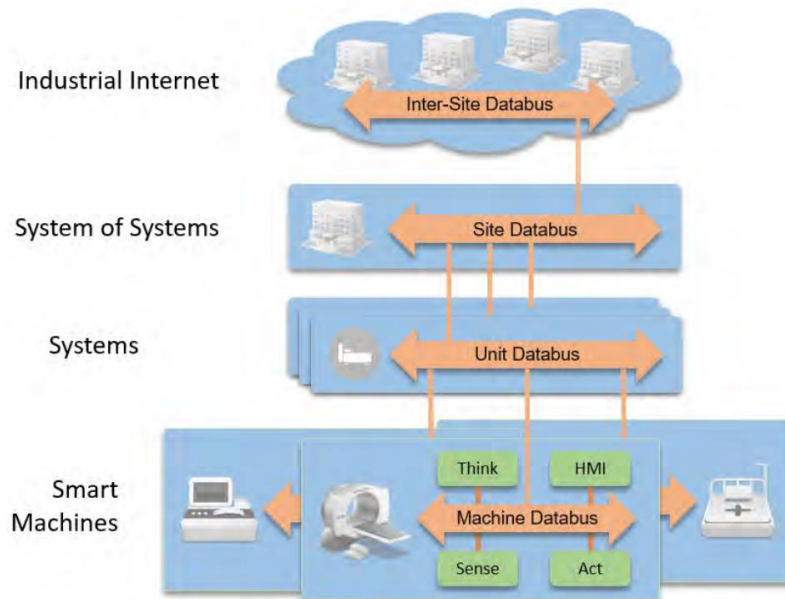 Industrial Internet
Inter-Site Databus
System of Systems
Site Databus
Systems
Unit Databus
Smart
Machines
Think
HMI
Machine Databus
Sense
Act